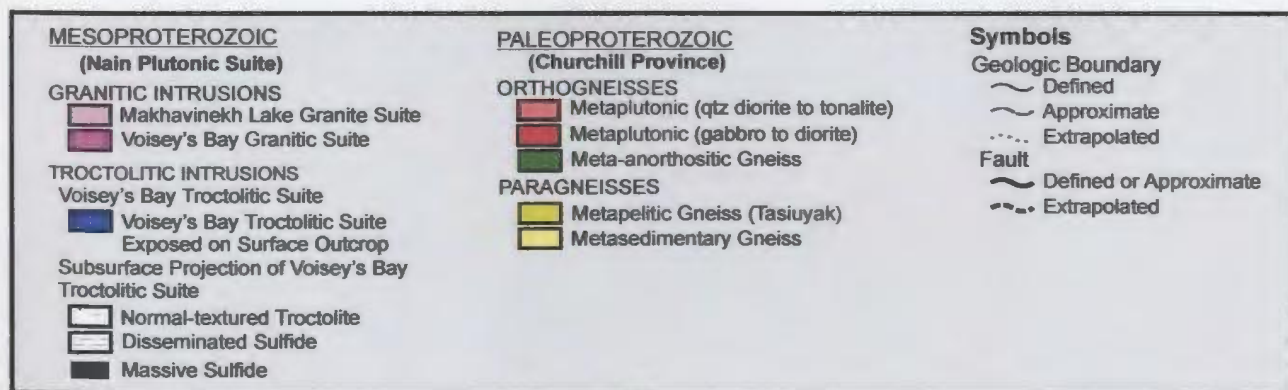 MESOPROTEROZOIC
(Nain Plutonic Suite)
GRANITIC INTRUSIONS
Makhavinekh Lake Granite Suite
Voisey's Bay Granitic Suite
TROCTOLITIC INTRUSIONS
Voisey's Bay Troctolitic Suite
Voisey's Bay Troctolitic Suite
Exposed on Surface Outcrop
Subsurface Projection of Voisey's Bay
Troctolitic Suite
Normal-textured Troctolite
Disseminated Sulfide
Massive Sulfide
PALEOPROTEROZOIC
(Churchill Province)
ORTHOGNEISSES
Metaplutonic (qtz diorite to tonalite)
Metaplutonic (gabbro to diorite)
Meta-anorthositic Gneiss
PARAGNEISSES
Metapelitic Gneiss (Tasiuyak)
Metasedimentary Gneiss
Symbols
Geologic Boundary
Defined
Approximate
Extrapolated
Fault
Defined or Approximate
Extrapolated